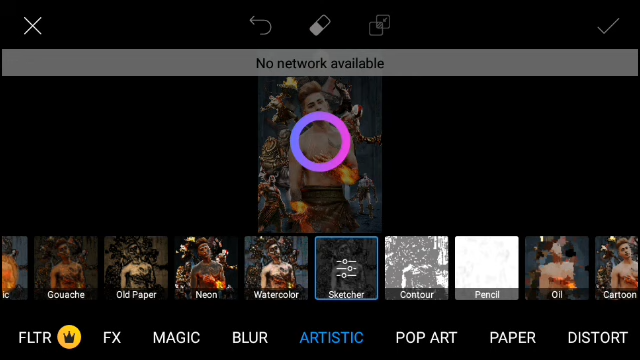 No network available
ic
Gouache
Old Paper
Neon
Watercolor
Sketcher
Contour
Pencil
Oil
Cartoon
FLTR
FX
MAGIC
BLUR
ARTISTIC
POP ART
PAPER
DISTORT